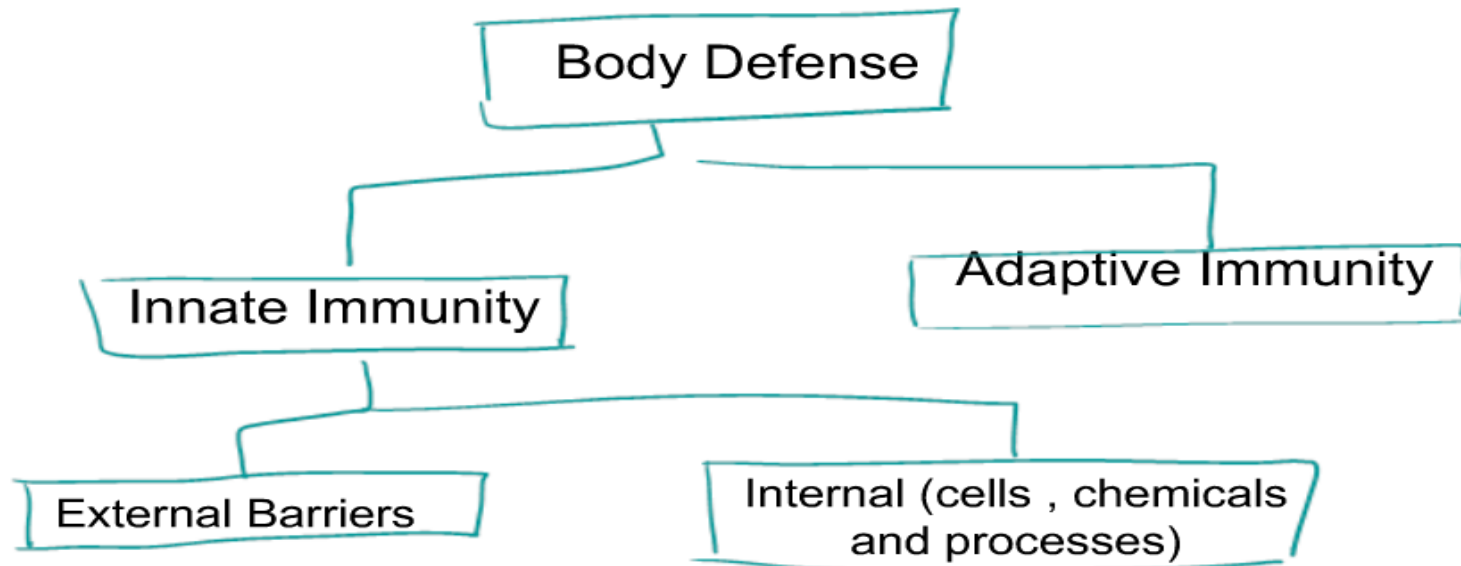 Body Defense
Innate Immunity
Adaptive Immunity
External Barriers
Internal (cells , chemicals
and processes)